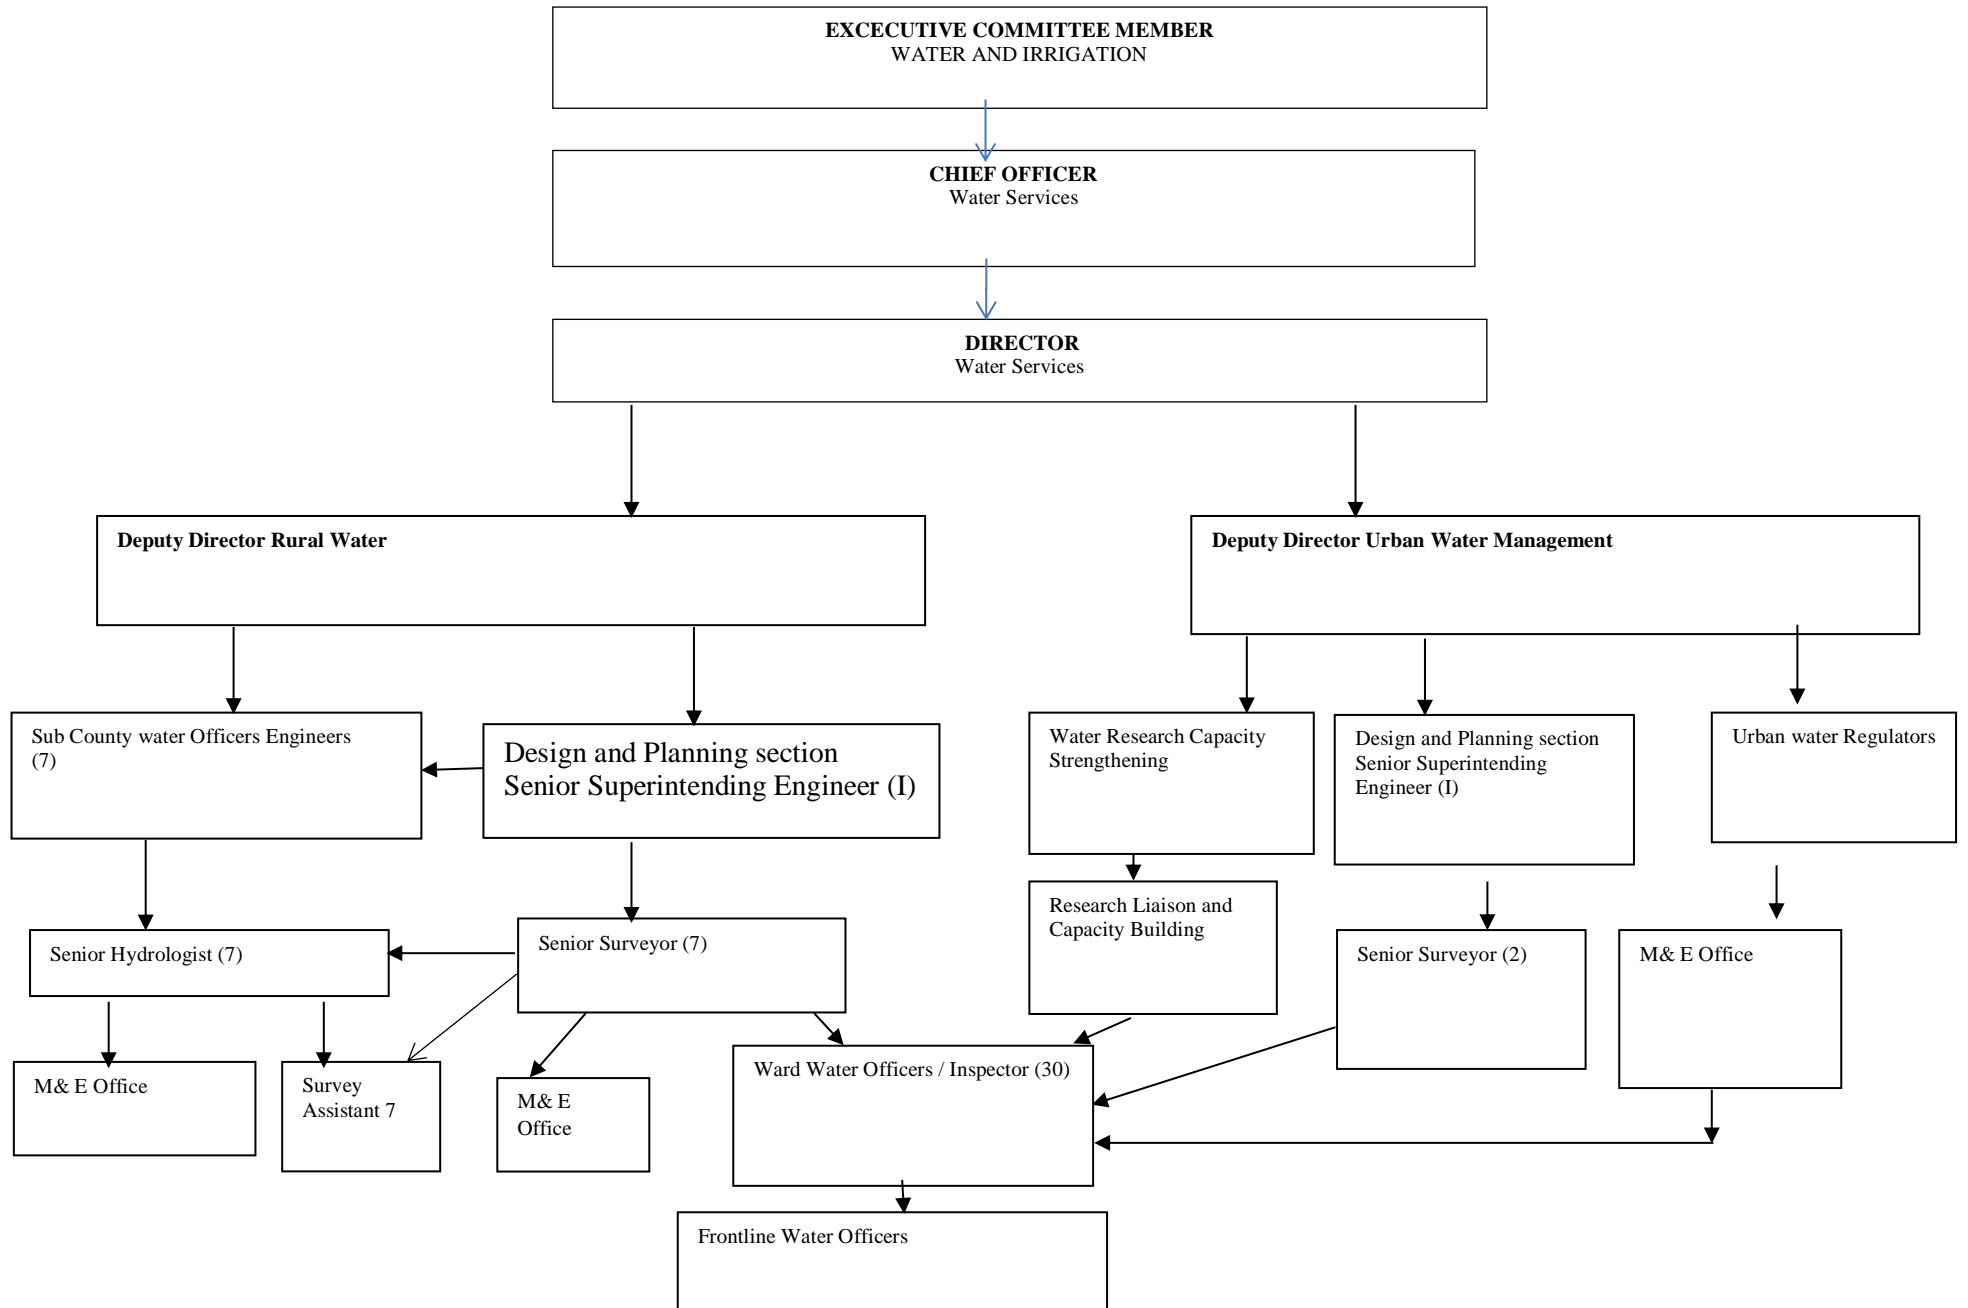 EXCECUTIVE COMMITTEE MEMBER
WATER AND IRRIGATION
CHIEF OFFICER
Water Services
DIRECTOR
Water Services
Deputy Director Rural Water
Deputy Director Urban Water Management
Sub County water Officers Engineers
(7)
Design and Planning section
Senior Superintending Engineer (I)
Water Research Capacity
Strengthening
Design and Planning section
Senior Superintending
Engineer (I)
Urban water Regulators
Research Liaison and
Capacity Building
Senior Hydrologist (7)
Senior Surveyor (7)
Senior Surveyor (2)
M& E Office
M& E Office
Survey
Assistant 7
M& E
Office
Ward Water Officers / Inspector (30)
Frontline Water Officers